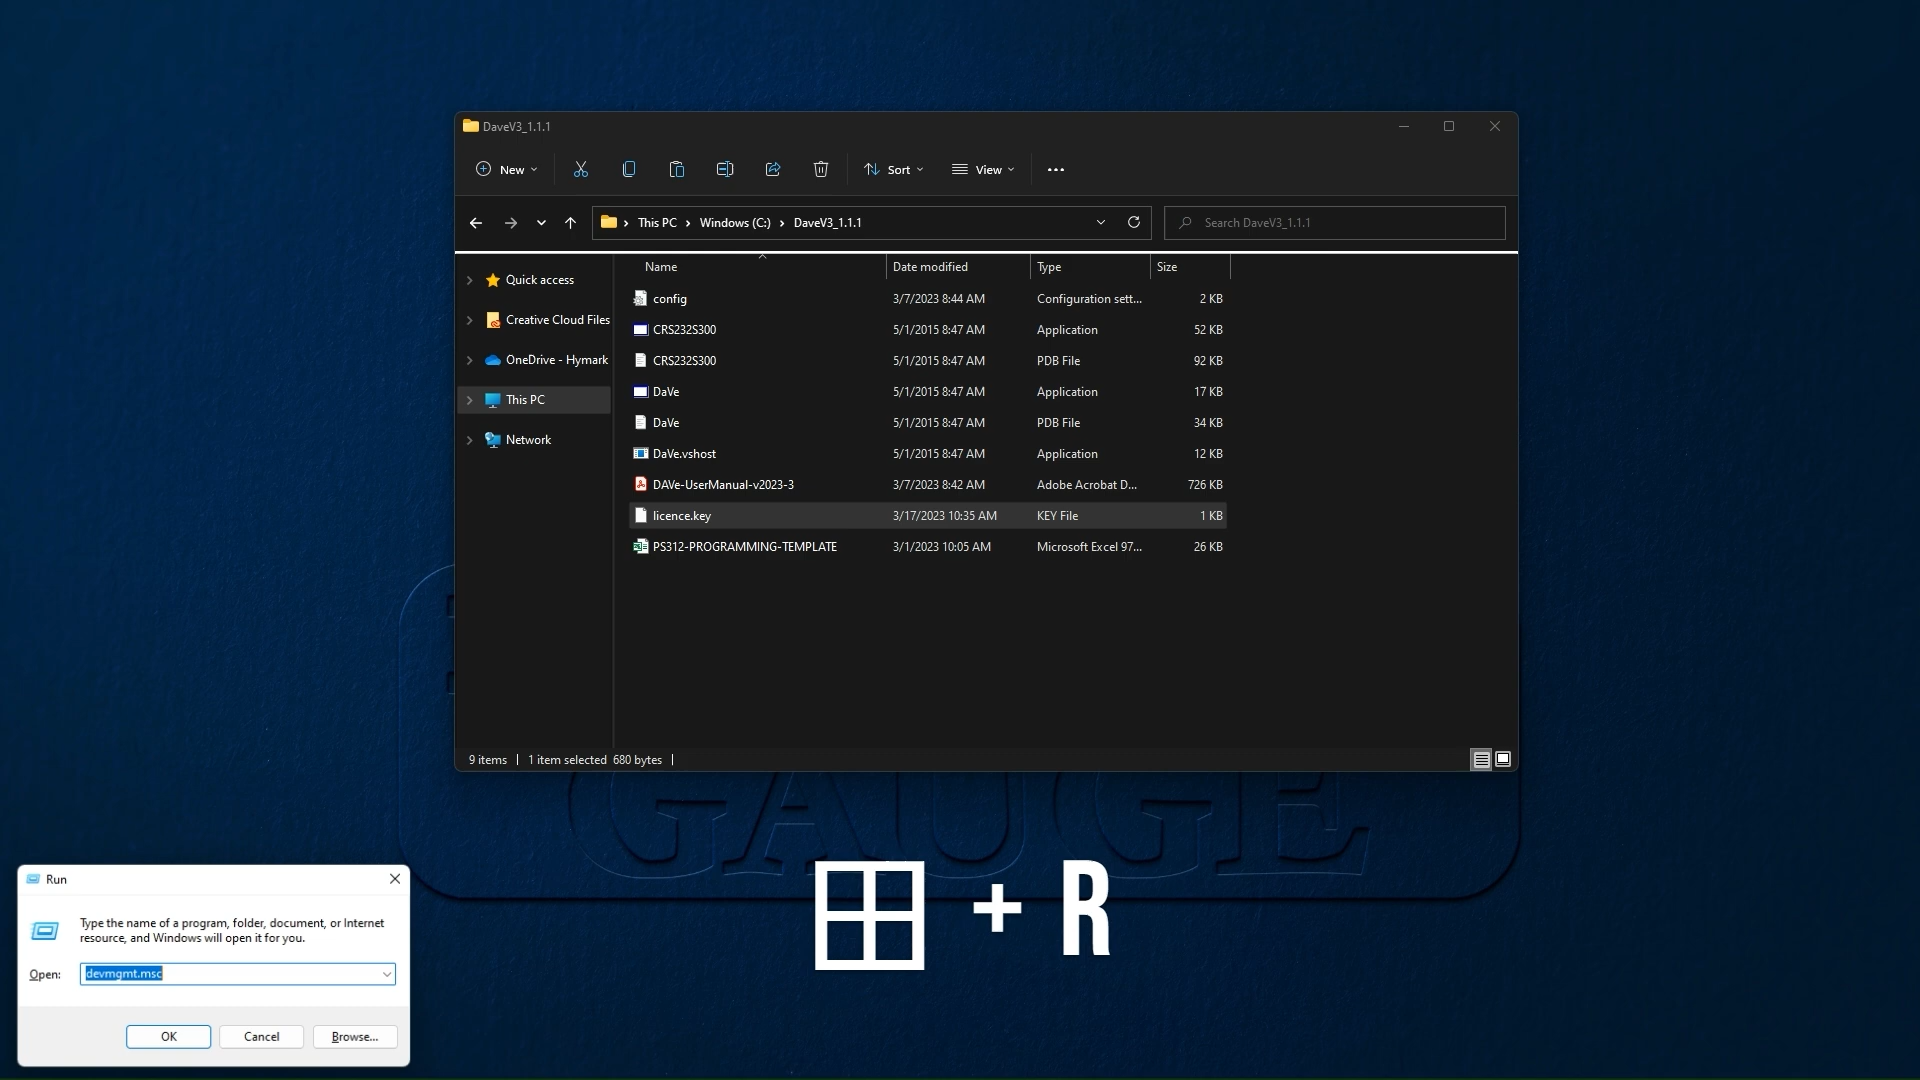 DaveV3_1.1.1
New
Sort
View
This PC
Windows (C:)
DaveV3_1.1.1
Search DaveV3_1.1.1
Name Date modified Type Size
Quick access
Creative Cloud Files
OneDrive - Hymark
This PC
Network
config 3/7/2023 8:44 AM Configuration sett... 2 KB
CRS232S300 5/1/2015 8:47 AM Application 52 KB
CRS232S300 5/1/2015 8:47 AM PDB File 92 KB
DaVe 5/1/2015 8:47 AM Application 17 KB
DaVe 5/1/2015 8:47 AM PDB File 34 KB
DaVe.vshost 5/1/2015 8:47 AM Application 12 KB
DAVe-UserManual-v2023-3 3/7/2023 8:42 AM Adobe Acrobat D... 726 KB
licence.key 3/17/2023 10:35 AM KEY File 1 KB
PS312-PROGRAMMING-TEMPLATE 3/1/2023 10:05 AM Microsoft Excel 97... 26 KB
9 items 1 item selected 680 bytes
GAUGE
+ R
Run
Type the name of a program, folder, document, or Internet
resource, and Windows will open it for you.
Open: devmgmt.msc
OK Cancel Browse...